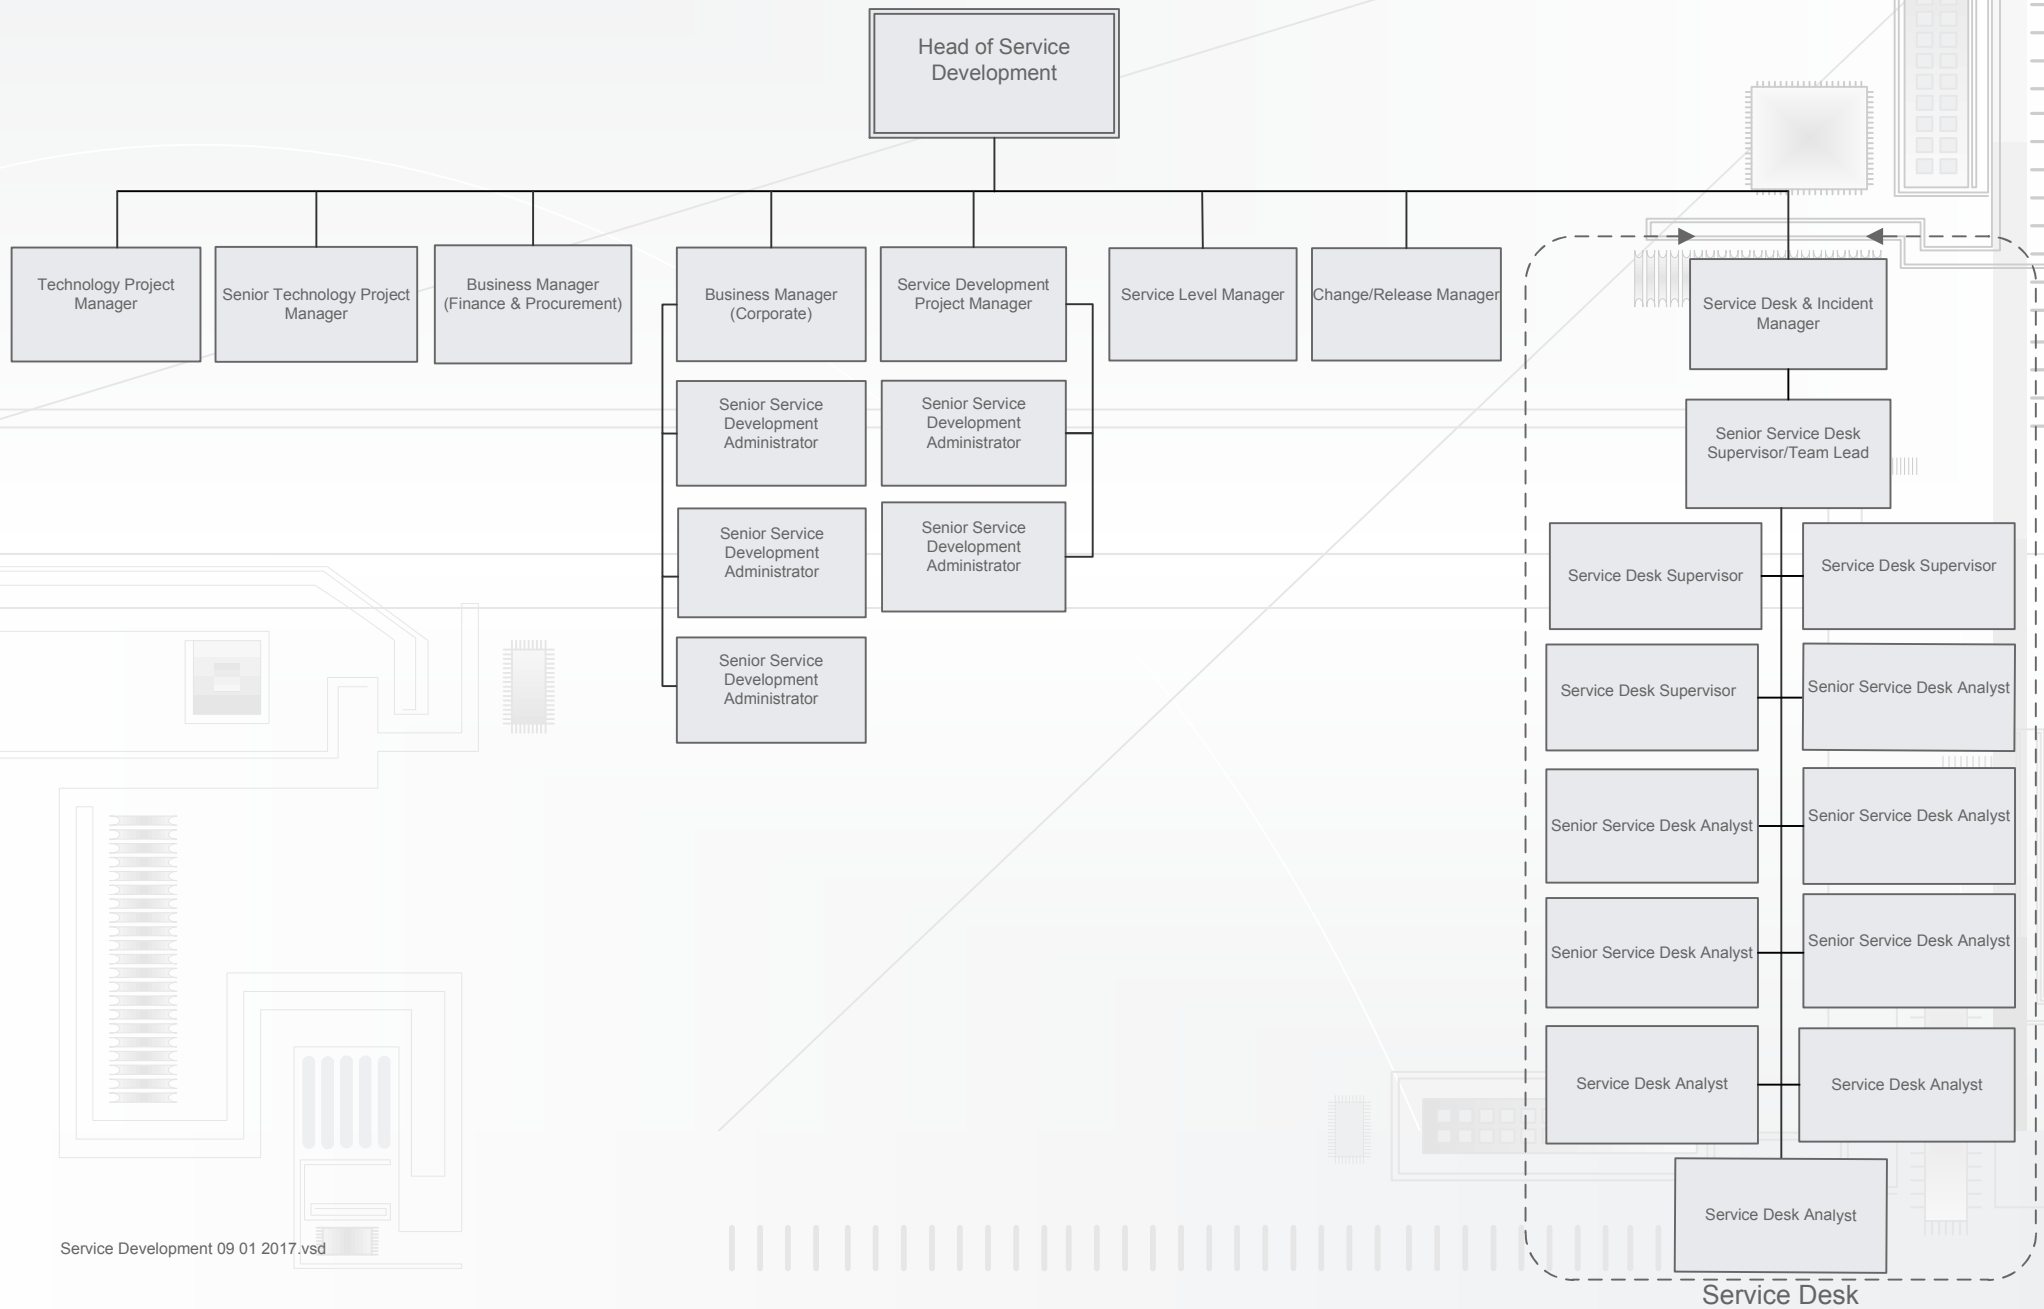 Head of Service
Development
Technology Project
Manager
Senior Technology Project
Manager
Business Manager
(Finance & Procurement)
Business Manager
(Corporate)
Service Development
Project Manager
Service Level Manager
Change/Release Manager
Service Desk & Incident
Manager
Senior Service
Development
Administrator
Senior Service
Development
Administrator
Senior Service Desk
Supervisor/Team Lead
Senior Service
Development
Administrator
Senior Service
Development
Administrator
Service Desk Supervisor
Service Desk Supervisor
Senior Service
Development
Administrator
Service Desk Supervisor
Senior Service Desk Analyst
Senior Service Desk Analyst
Senior Service Desk Analyst
Senior Service Desk Analyst
Senior Service Desk Analyst
Service Desk Analyst
Service Desk Analyst
Service Desk Analyst
Service Development 09 01 2017.vsd
Service Desk